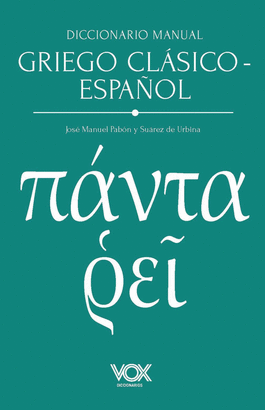 DICCIONARIO MANUAL
GRIEGO CLÁSICO-
ESPAÑOL
José Manuel Pabón y Suárez de Urbina
πάντα
ῥεῖ
VOX
DICCIONARIOS